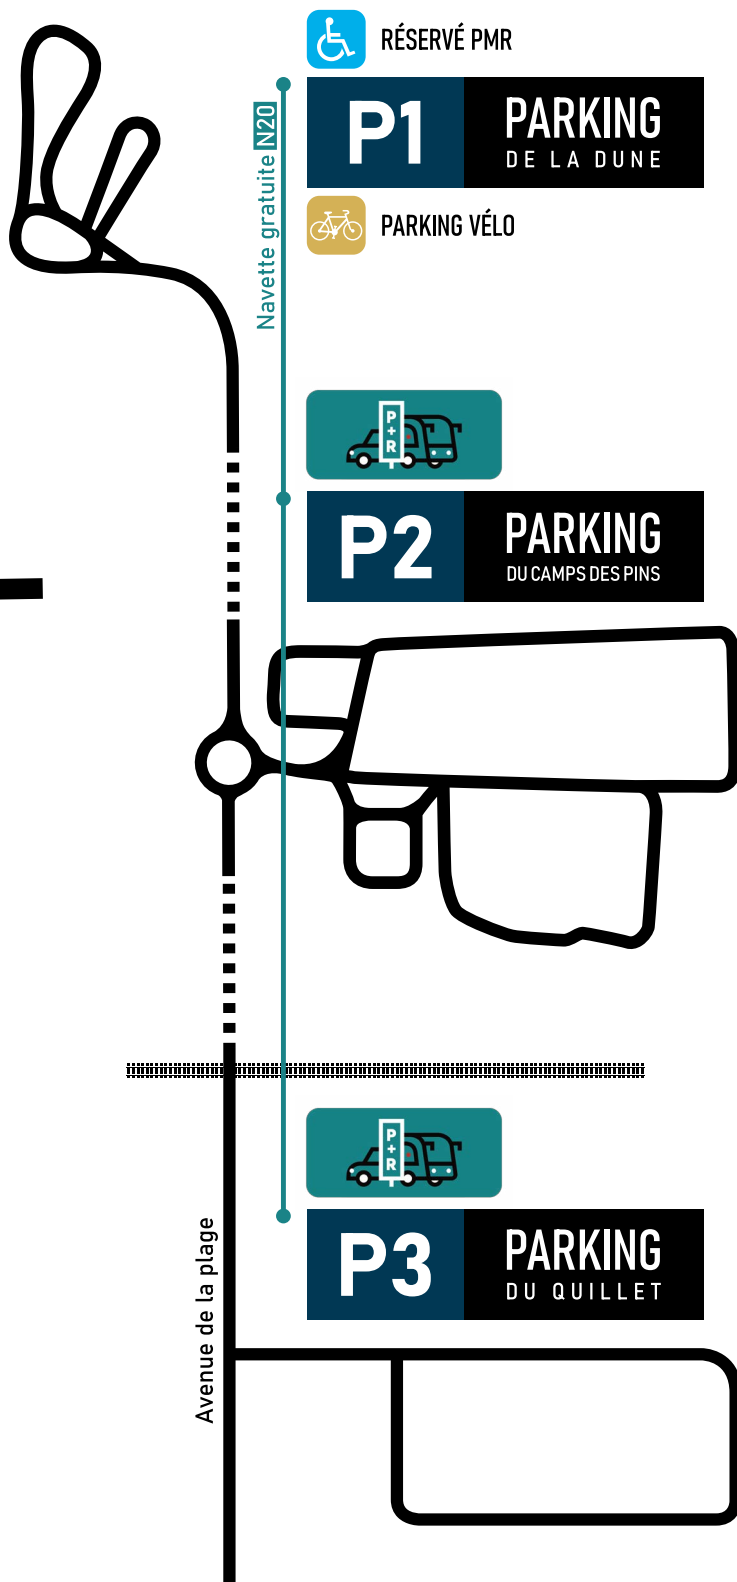 RÉSERVÉ PMR
P1
PARKING
DE LA DUNE
PARKING VÉLO
Navette gratuite N20
P
+
R
P2
PARKING
DU CAMPS DES PINS
P
+
R
P3
PARKING
DU QUILLET
Avenue de la plage